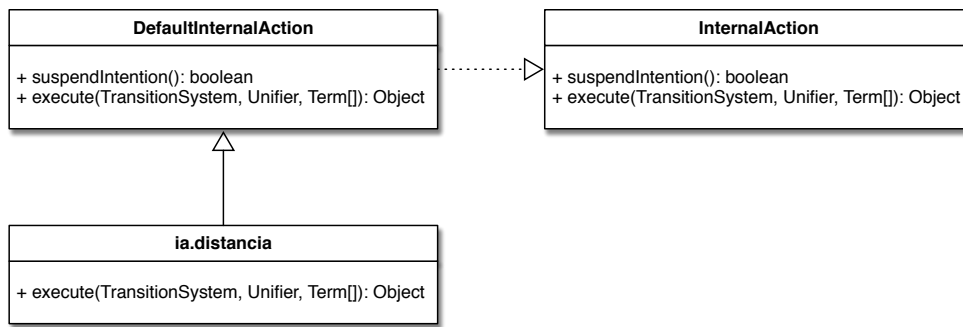 DefaultInternalAction
+ suspendIntention(): boolean
+ execute(TransitionSystem, Unifier, Term[]): Object
InternalAction
+ suspendIntention(): boolean
+ execute(TransitionSystem, Unifier, Term[]): Object
ia.distancia
+ execute(TransitionSystem, Unifier, Term[]): Object